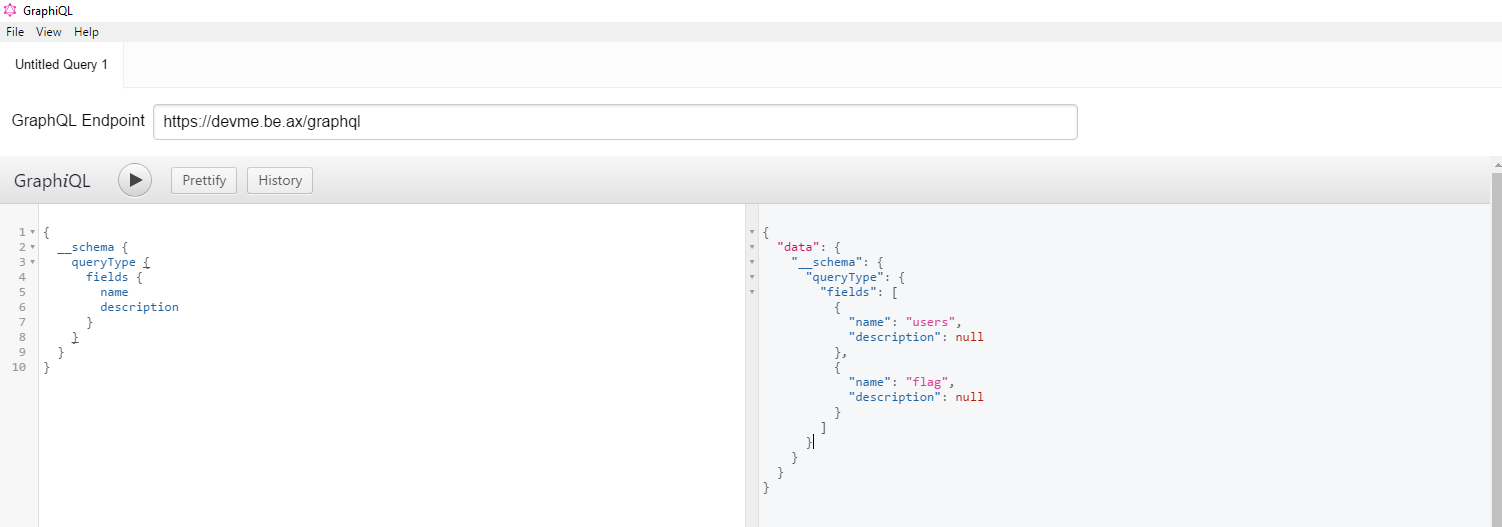 GraphiQL
File View Help
Untitled Query 1
GraphQL Endpoint https://devme.be.ax/graphql
GraphiQL Prettify History
1 {
2 __schema {
3 queryType {
4 fields {
5 name
6 description
7 }
8 }
9 }
10 }
{
"data": {
"__schema": {
"queryType": {
"fields": [
{
"name": "users",
"description": null
},
{
"name": "flag",
"description": null
}
]
}
}
}
}